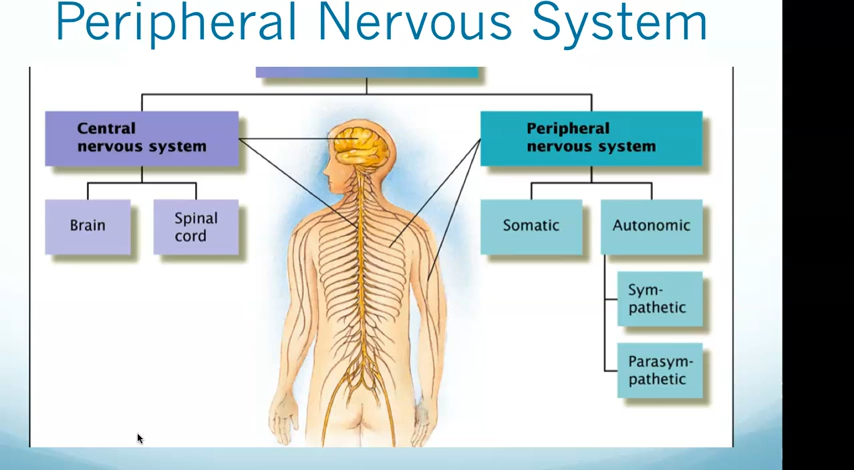 Peripheral Nervous System
Central
nervous system
Peripheral
nervous system
Brain
Spinal
cord
Somatic
Autonomic
Sym-
pathetic
Parasym-
pathetic